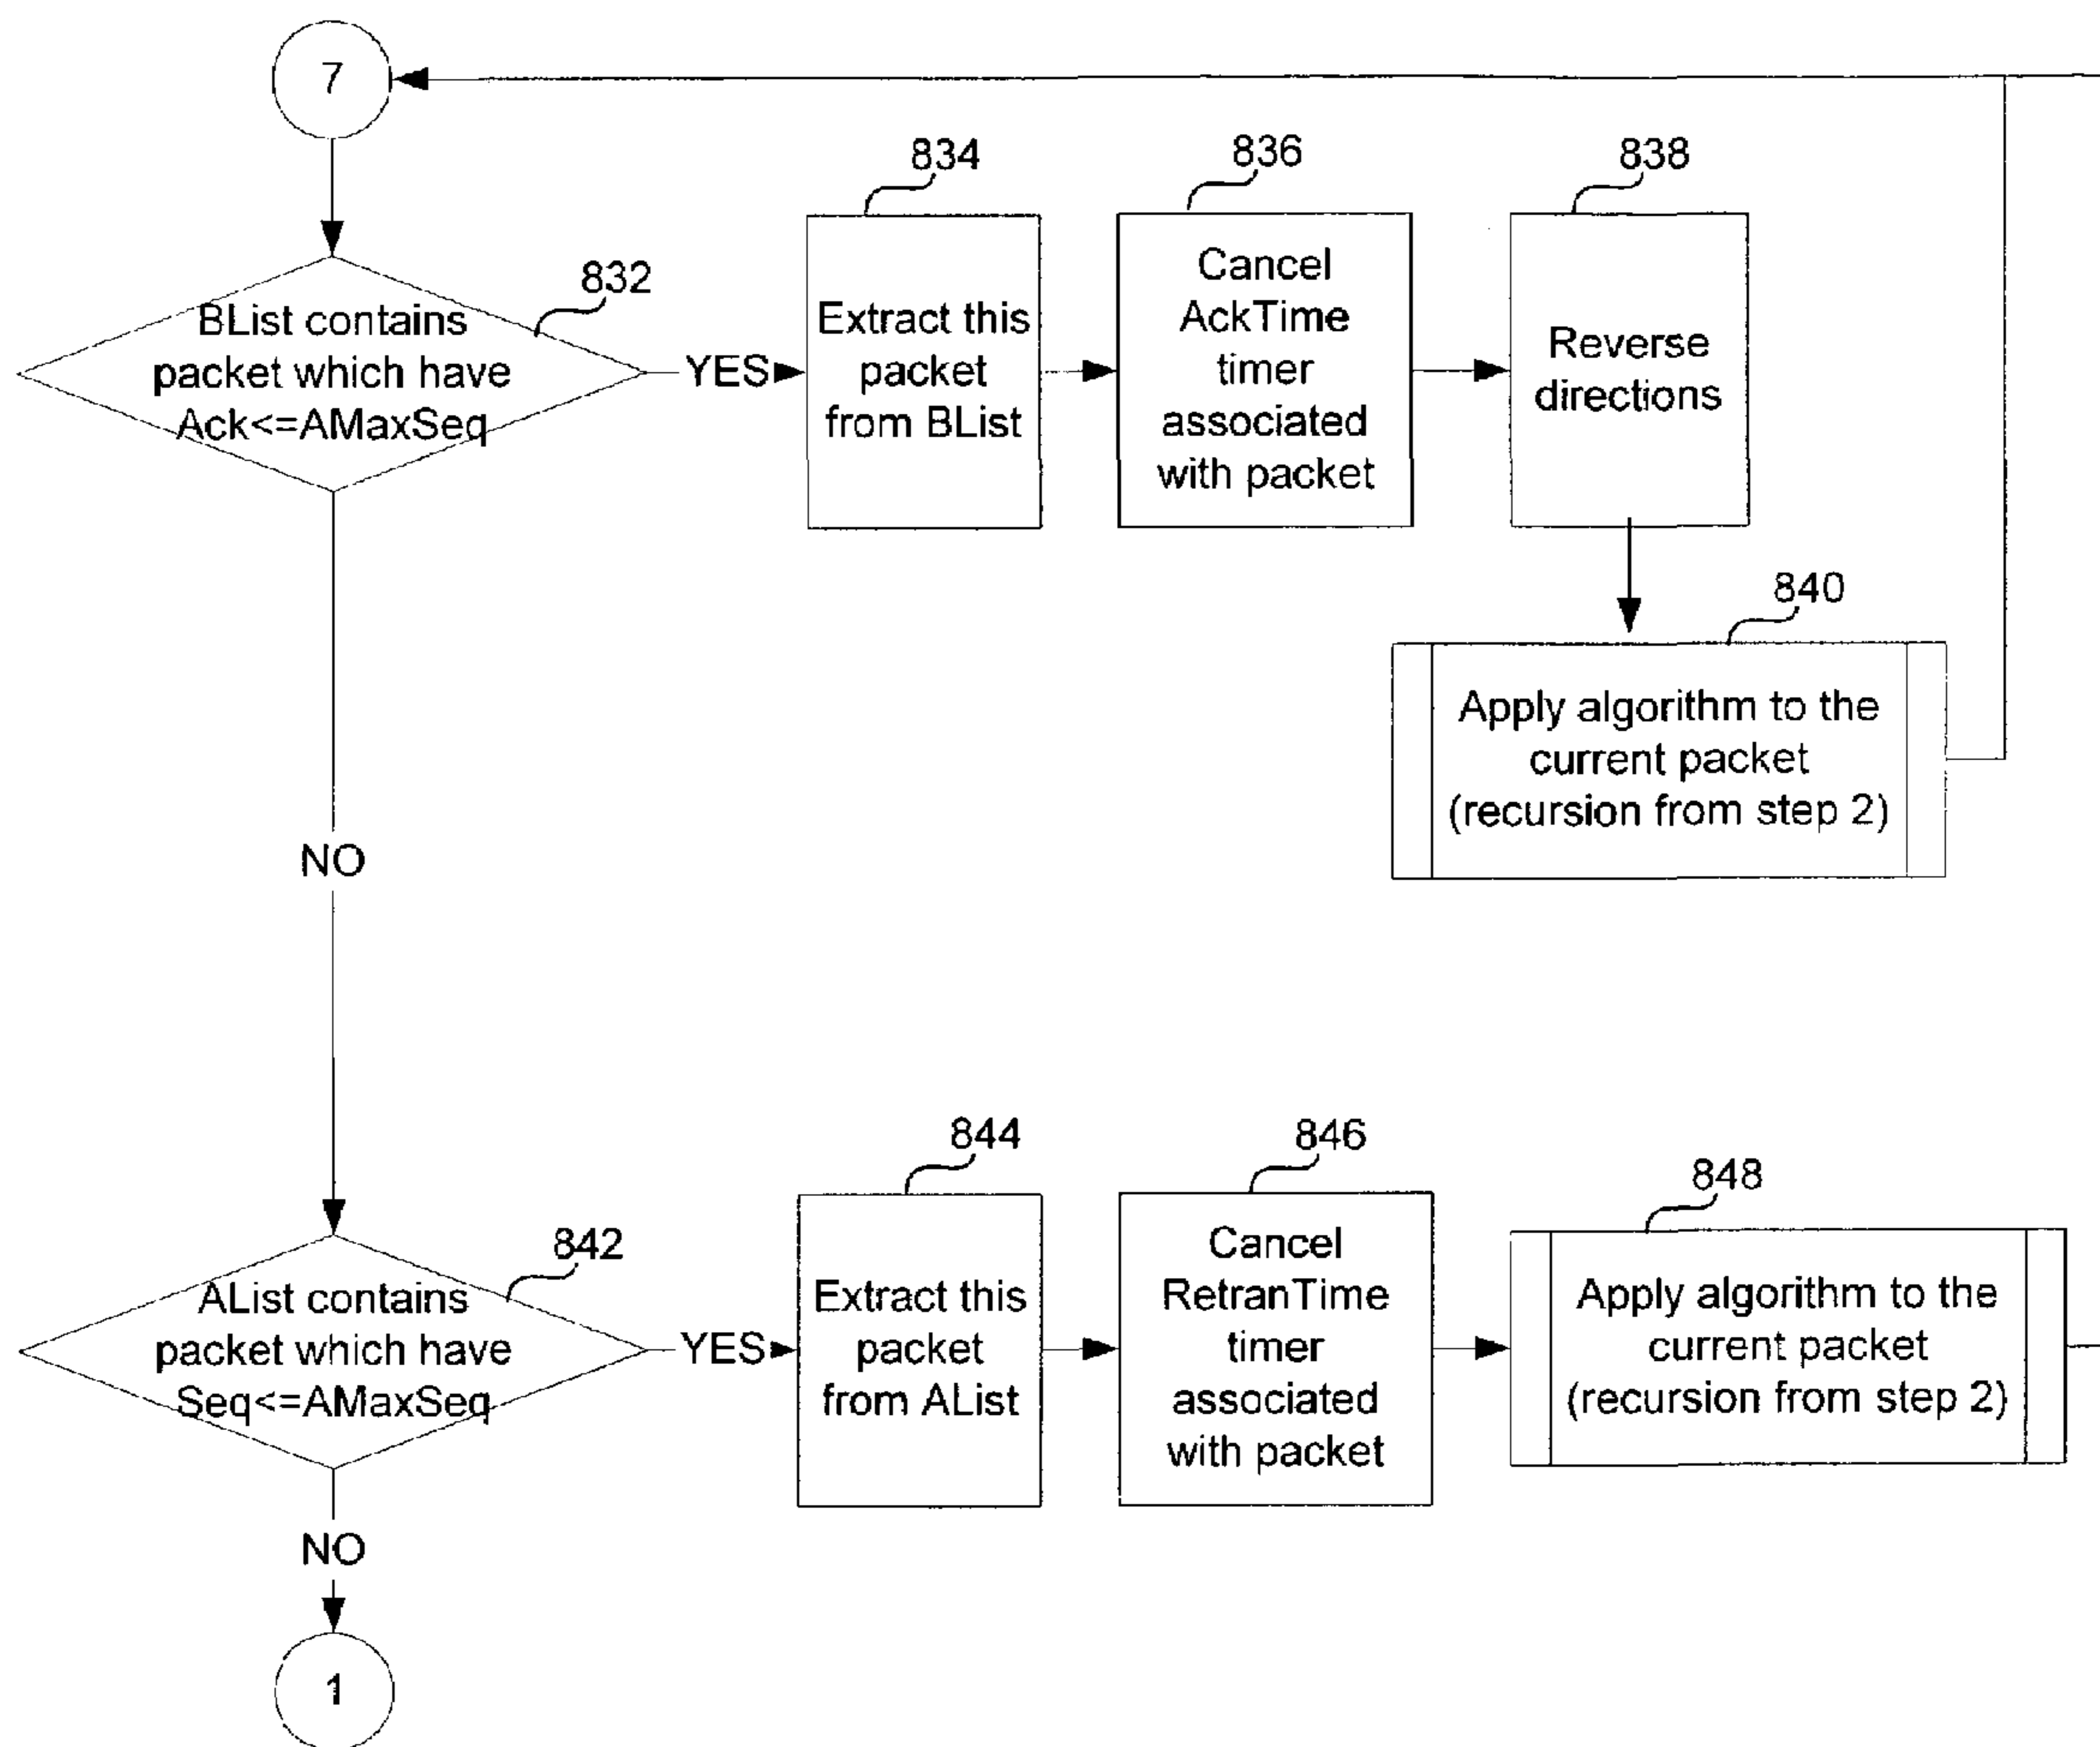 7
834
836
838
832
BList contains
packet which have
Ack<=AMaxSeq
YES
Extract this
packet
from BList
Cancel
AckTime
timer
associated
with packet
Reverse
directions
840
Apply algorithm to the
current packet
(recursion from step 2)
NO
844
846
848
842
AList contains
packet which have
Seq<=AMaxSeq
YES
Extract this
packet
from AList
Cancel
RetranTime
timer
associated
with packet
Apply algorithm to the
current packet
(recursion from step 2)
NO
1